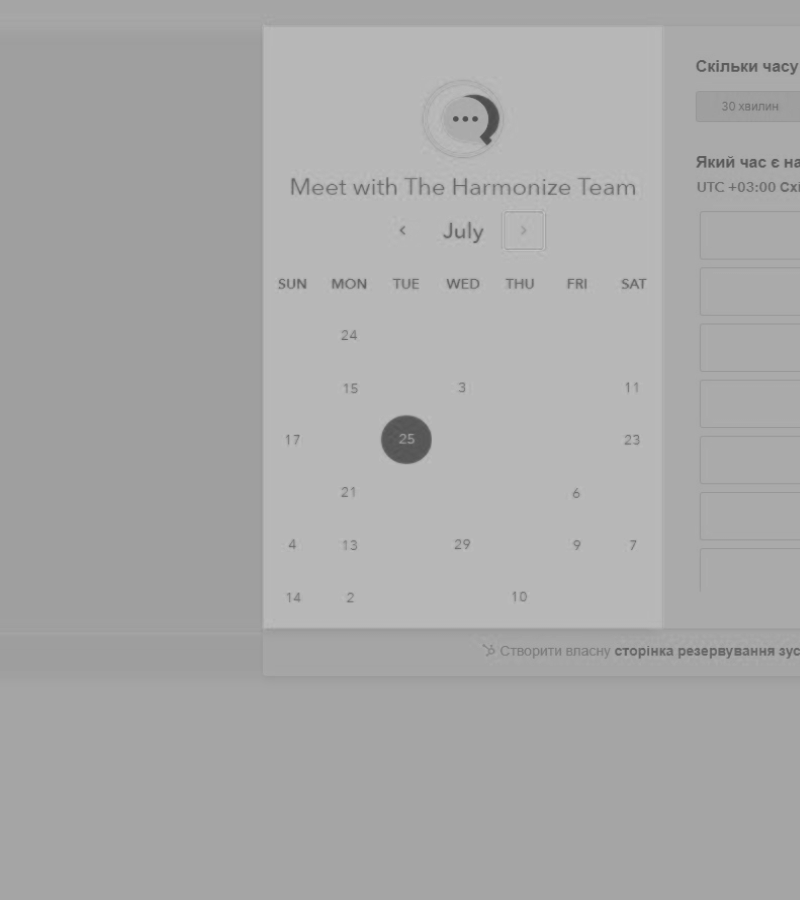 Скільки часу
30 хвилин
Який час є на
UTC +03:00 Схі
Meet with The Harmonize Team
July
SUN MON TUE WED THU FRI SAT
24
15 3 11
17 25 23
21 6
4 13 29 9 7
14 2 10
Створити власну сторінка резервування зус